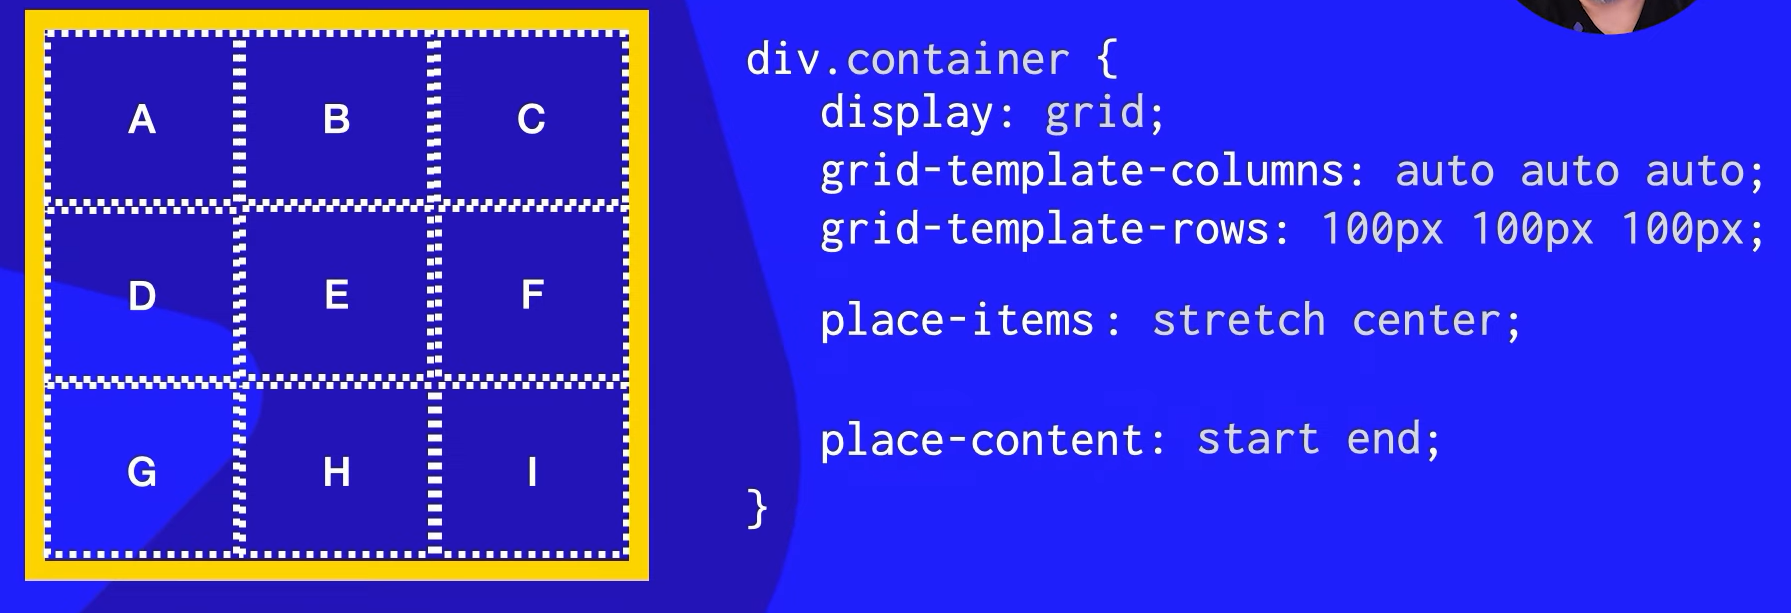 A B C
D E F
G H I
div.container {
display: grid;
grid-template-columns: auto auto auto;
grid-template-rows: 100px 100px 100px;
place-items: stretch center;
place-content: start end;
}